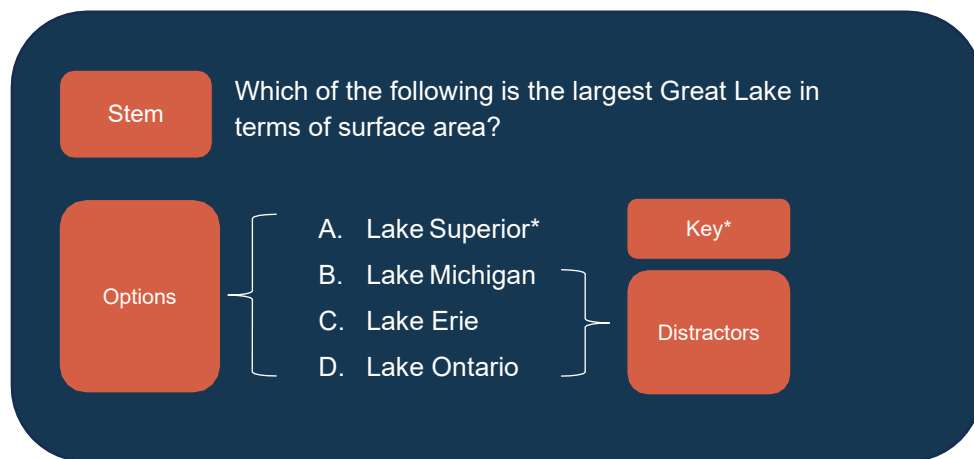 Stem
Which of the following is the largest Great Lake in
terms of surface area?
Options
A. Lake Superior*
B. Lake Michigan
C. Lake Erie
D. Lake Ontario
Key*
Distractors